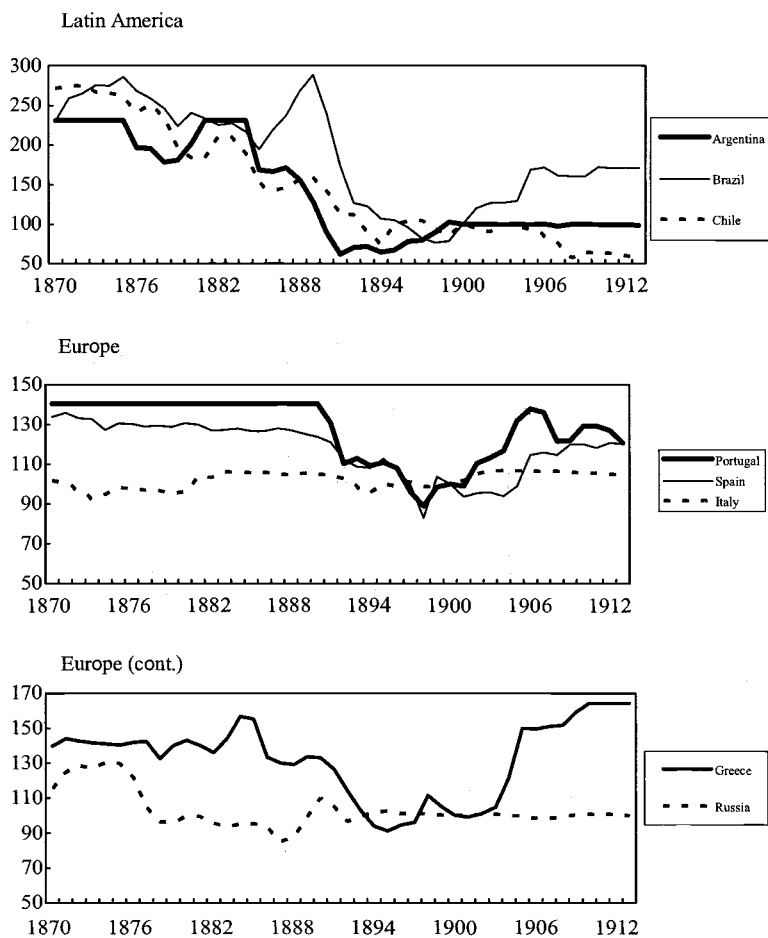 Latin America
300
250
200
150
100
50
1870 1876 1882 1888 1894 1900 1906 1912
Argentina
Brazil
Chile
Europe
150
130
110
90
70
50
1870 1876 1882 1888 1894 1900 1906 1912
Portugal
Spain
Italy
Europe (cont.)
170
150
130
110
90
70
50
1870 1876 1882 1888 1894 1900 1906 1912
Greece
Russia